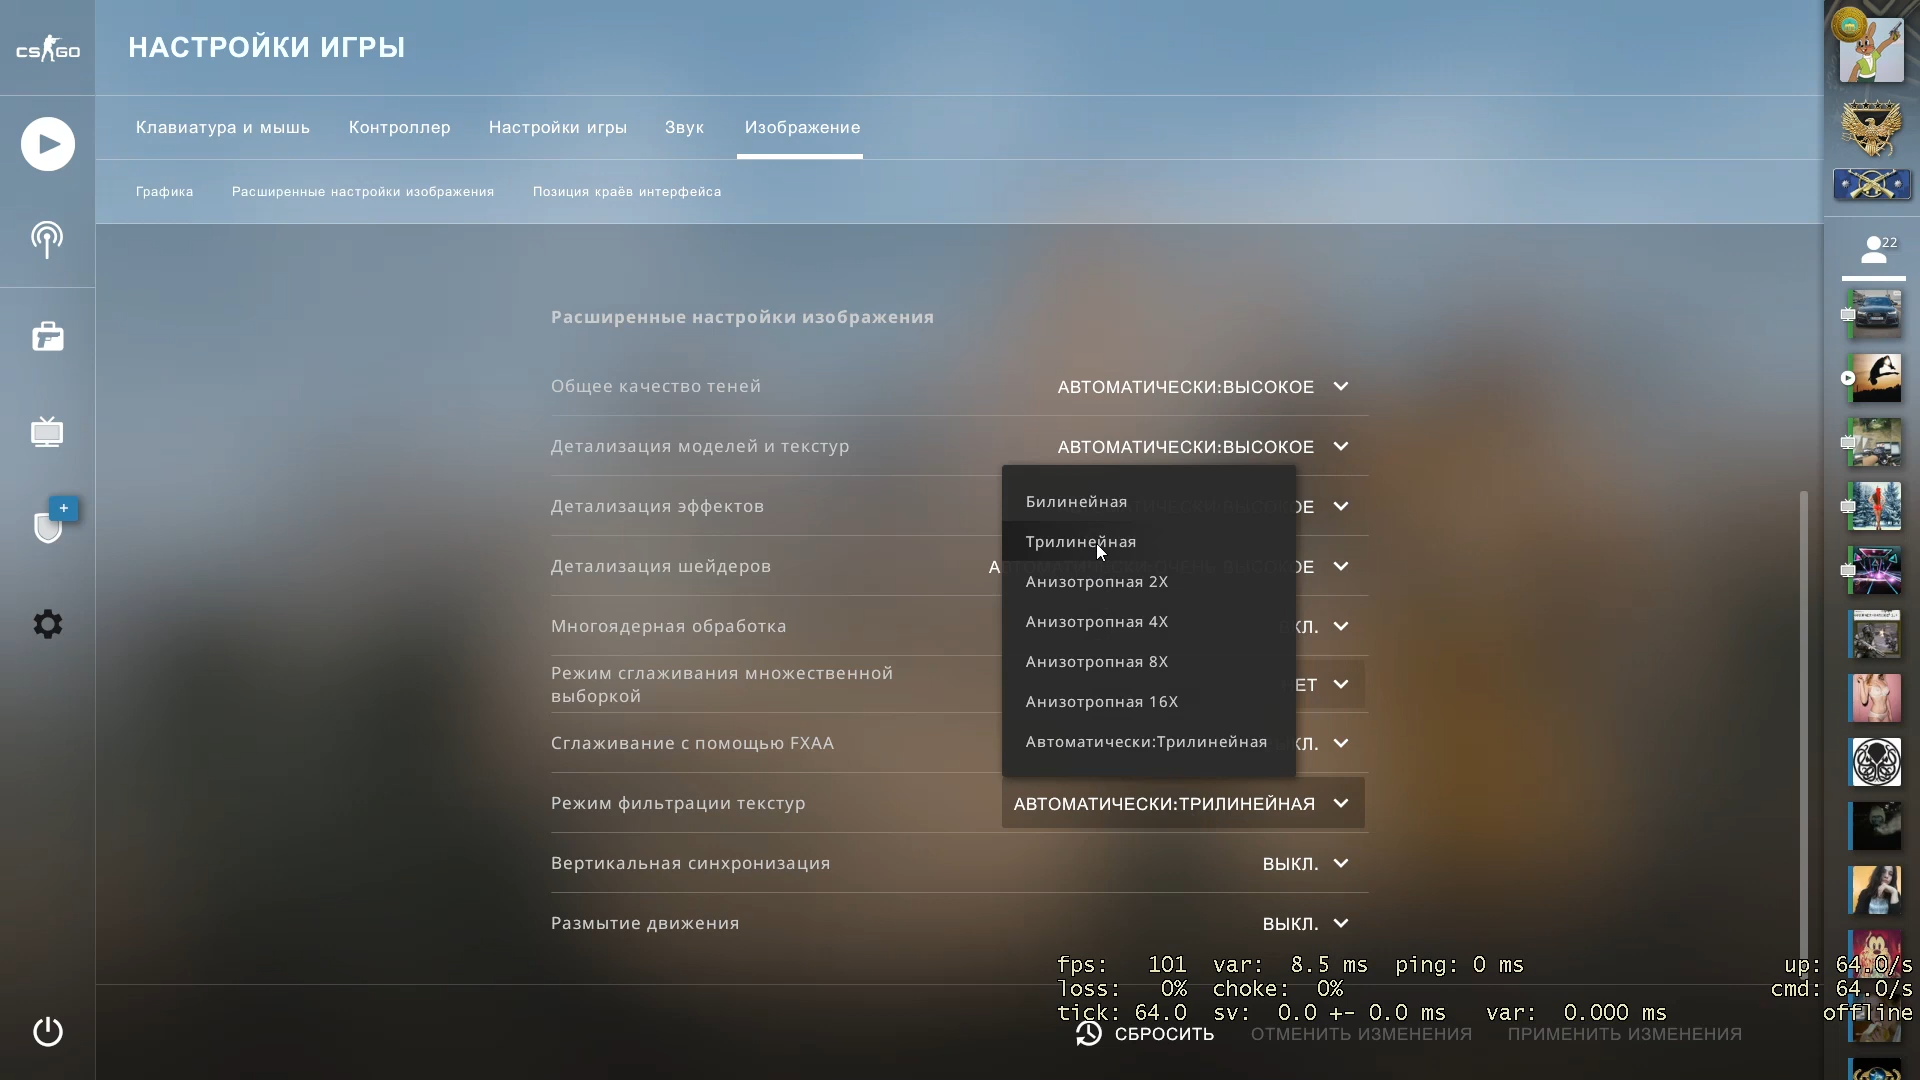 CS GO
НАСТРОЙКИ ИГРЫ
Клавиатура и мышь
Контроллер
Настройки игры
Звук
Изображение
22
Графика
Расширенные настройки изображения
Позиция краёв интерфейса
Расширенные настройки изображения
Общее качество теней
АВТОМАТИЧЕСКИ:ВЫСОКОЕ
Детализация моделей и текстур
АВТОМАТИЧЕСКИ:ВЫСОКОЕ
Детализация эффектов
Детализация шейдеров
Многоядерная обработка
Режим сглаживания множественной
выборкой
Сглаживание с помощью FXAA
Билинейная
Трилинейная
Анизотропная 2X
Анизотропная 4X
Анизотропная 8X
Анизотропная 16X
Автоматически:Трилинейная
Режим фильтрации текстур
АВТОМАТИЧЕСКИ:ТРИЛИНЕЙНАЯ
Вертикальная синхронизация
ВЫКЛ.
Размытие движения
ВЫКЛ.
fps: 101 var: 8.5 ms ping: 0 ms
up: 64.0/s
loss: 0% choke: 0%
cmd: 64.0/s
tick: 64.0 sv: 0.0 +- 0.0 ms var: 0.000 ms
offline
СБРОСИТЬ
ОТМЕНИТЬ ИЗМЕНЕНИЯ
ПРИМЕНИТЬ ИЗМЕНЕНИЯ